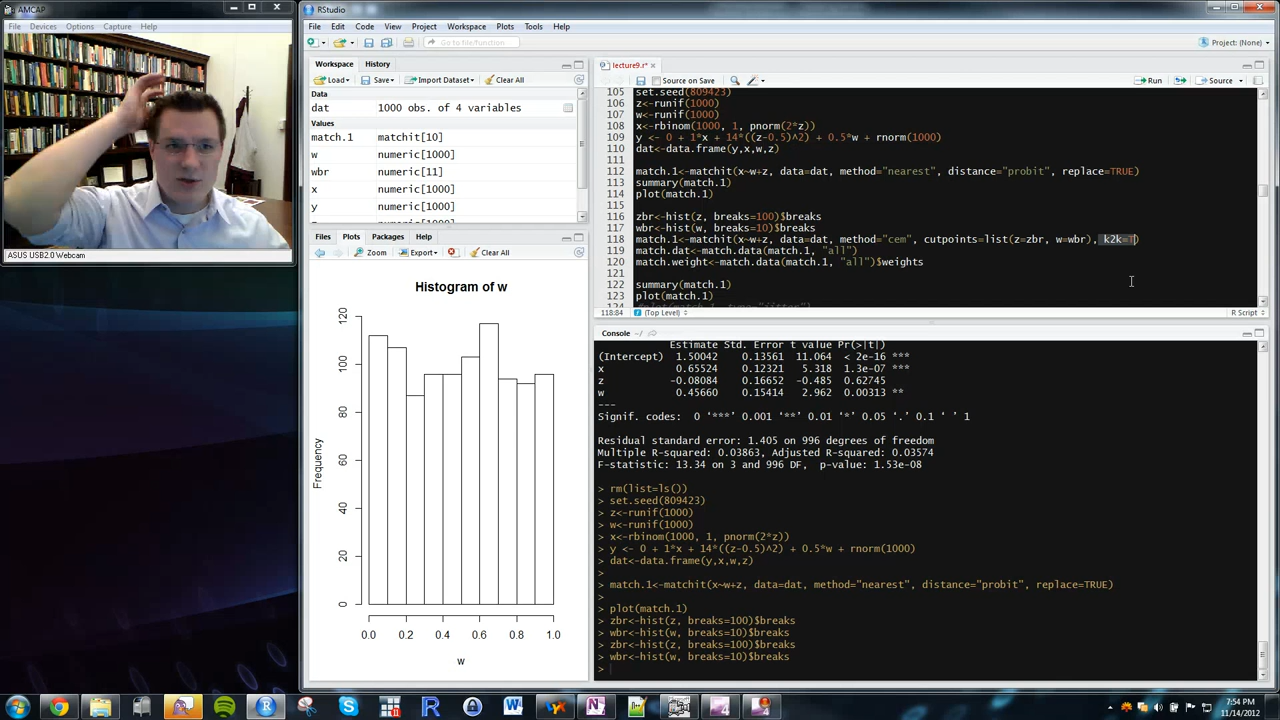 AMCAP
File Devices Options Capture Help
ASUS USB2.0 Webcam
RStudio
File Edit Code View Project Workspace Plots Tools Help
Go to file/function
Project: (None)
Workspace History
Load Save Import Dataset Clear All
Data
dat 1000 obs. of 4 variables
Values
match.1 matchit[10]
w numeric[1000]
wbr numeric[11]
x numeric[1000]
y numeric[1000]
z numeric[1000]
Files Plots Packages Help
Zoom Export Clear All
Histogram of w
Frequency
120
100
80
60
40
20
0
0.0 0.2 0.4 0.6 0.8 1.0
w
lecture9.r*
Source on Save Run Source
105 set.seed(809423)
106 z<-runif(1000)
107 w<-runif(1000)
108 x<-rbinom(1000, 1, pnorm(2*z))
109 y <- 0 + 1*x + 14*((z-0.5)^2) + 0.5*w + rnorm(1000)
110 dat<-data.frame(y,x,w,z)
111
112 match.1<-matchit(x~w+z, data=dat, method="nearest", distance="probit", replace=TRUE)
113 summary(match.1)
114 plot(match.1)
115
116 zbr<-hist(z, breaks=100)$breaks
117 wbr<-hist(w, breaks=10)$breaks
118 match.1<-matchit(x~w+z, data=dat, method="cem", cutpoints=list(z=zbr, w=wbr), k2k=T)
119 match.dat<-match.data(match.1, "all")
120 match.weight<-match.data(match.1, "all")$weights
121
122 summary(match.1)
123 plot(match.1)
124 #plot(match.1, type="jitter")
118:84 (Top Level) R Script
Console ~/
Estimate Std. Error t value Pr(>|t|)
(Intercept) 1.50042 0.13561 11.064 < 2e-16 ***
x 0.65524 0.12321 5.318 1.3e-07 ***
z -0.08084 0.16652 -0.485 0.62745
w 0.45660 0.15414 2.962 0.00313 **
---
Signif. codes: 0 ‘***’ 0.001 ‘**’ 0.01 ‘*’ 0.05 ‘.’ 0.1 ‘ ’ 1
Residual standard error: 1.405 on 996 degrees of freedom
Multiple R-squared: 0.03863, Adjusted R-squared: 0.03574
F-statistic: 13.34 on 3 and 996 DF, p-value: 1.53e-08
> rm(list=ls())
> set.seed(809423)
> z<-runif(1000)
> w<-runif(1000)
> x<-rbinom(1000, 1, pnorm(2*z))
> y <- 0 + 1*x + 14*((z-0.5)^2) + 0.5*w + rnorm(1000)
> dat<-data.frame(y,x,w,z)
>
> match.1<-matchit(x~w+z, data=dat, method="nearest", distance="probit", replace=TRUE)
>
> plot(match.1)
> zbr<-hist(z, breaks=100)$breaks
> wbr<-hist(w, breaks=10)$breaks
> zbr<-hist(z, breaks=100)$breaks
> wbr<-hist(w, breaks=10)$breaks
>
7:54 PM
11/14/2012